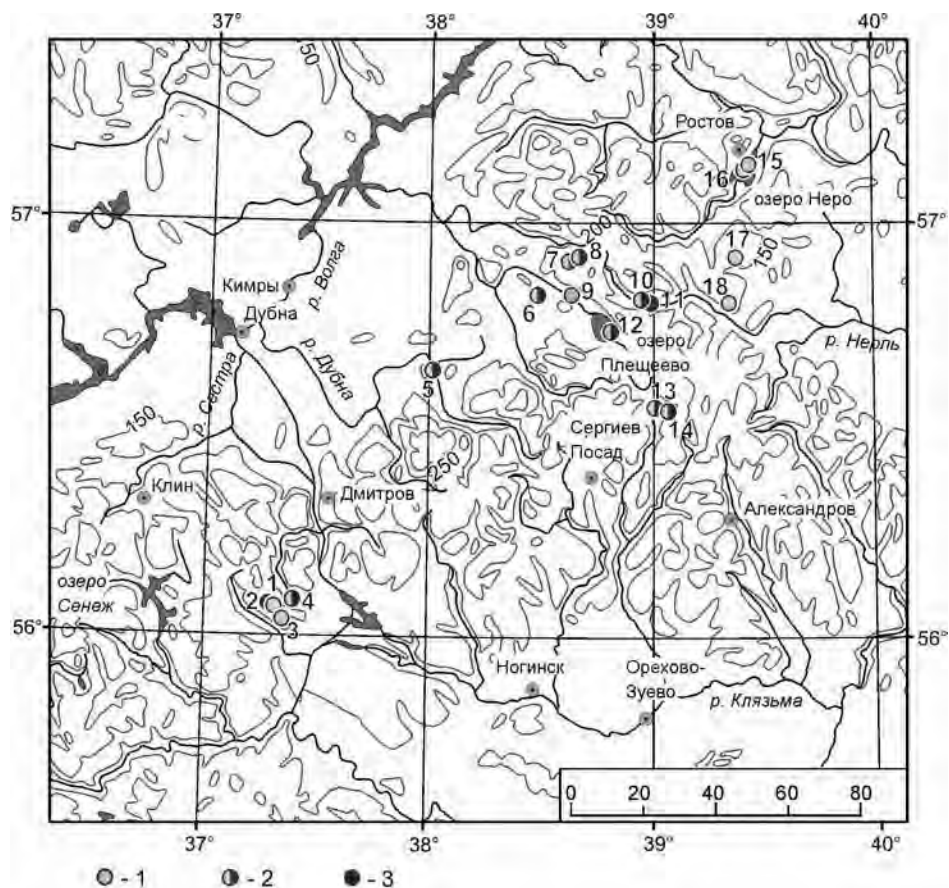 37° 38° 39° 40°
50
Ростов
15
16
озеро Неро
57° 57°
200
17
150
7 8
Кимры
р. Волга
10
11
18
6
9
Дубна
12
озеро
Плещеево
р. Нерль
р. Сестра
р. Дубна
5
150
13
14
250
Сергиев
Посад
Клин
Дмитров
Александров
озеро
Сенеж
1
2
4
3
56° 56°
Ногинск
Орехово-
Зуево
р. Клязьма
0 20 40 60 80
37° 38° 39° 40°
- 1 - 2 - 3